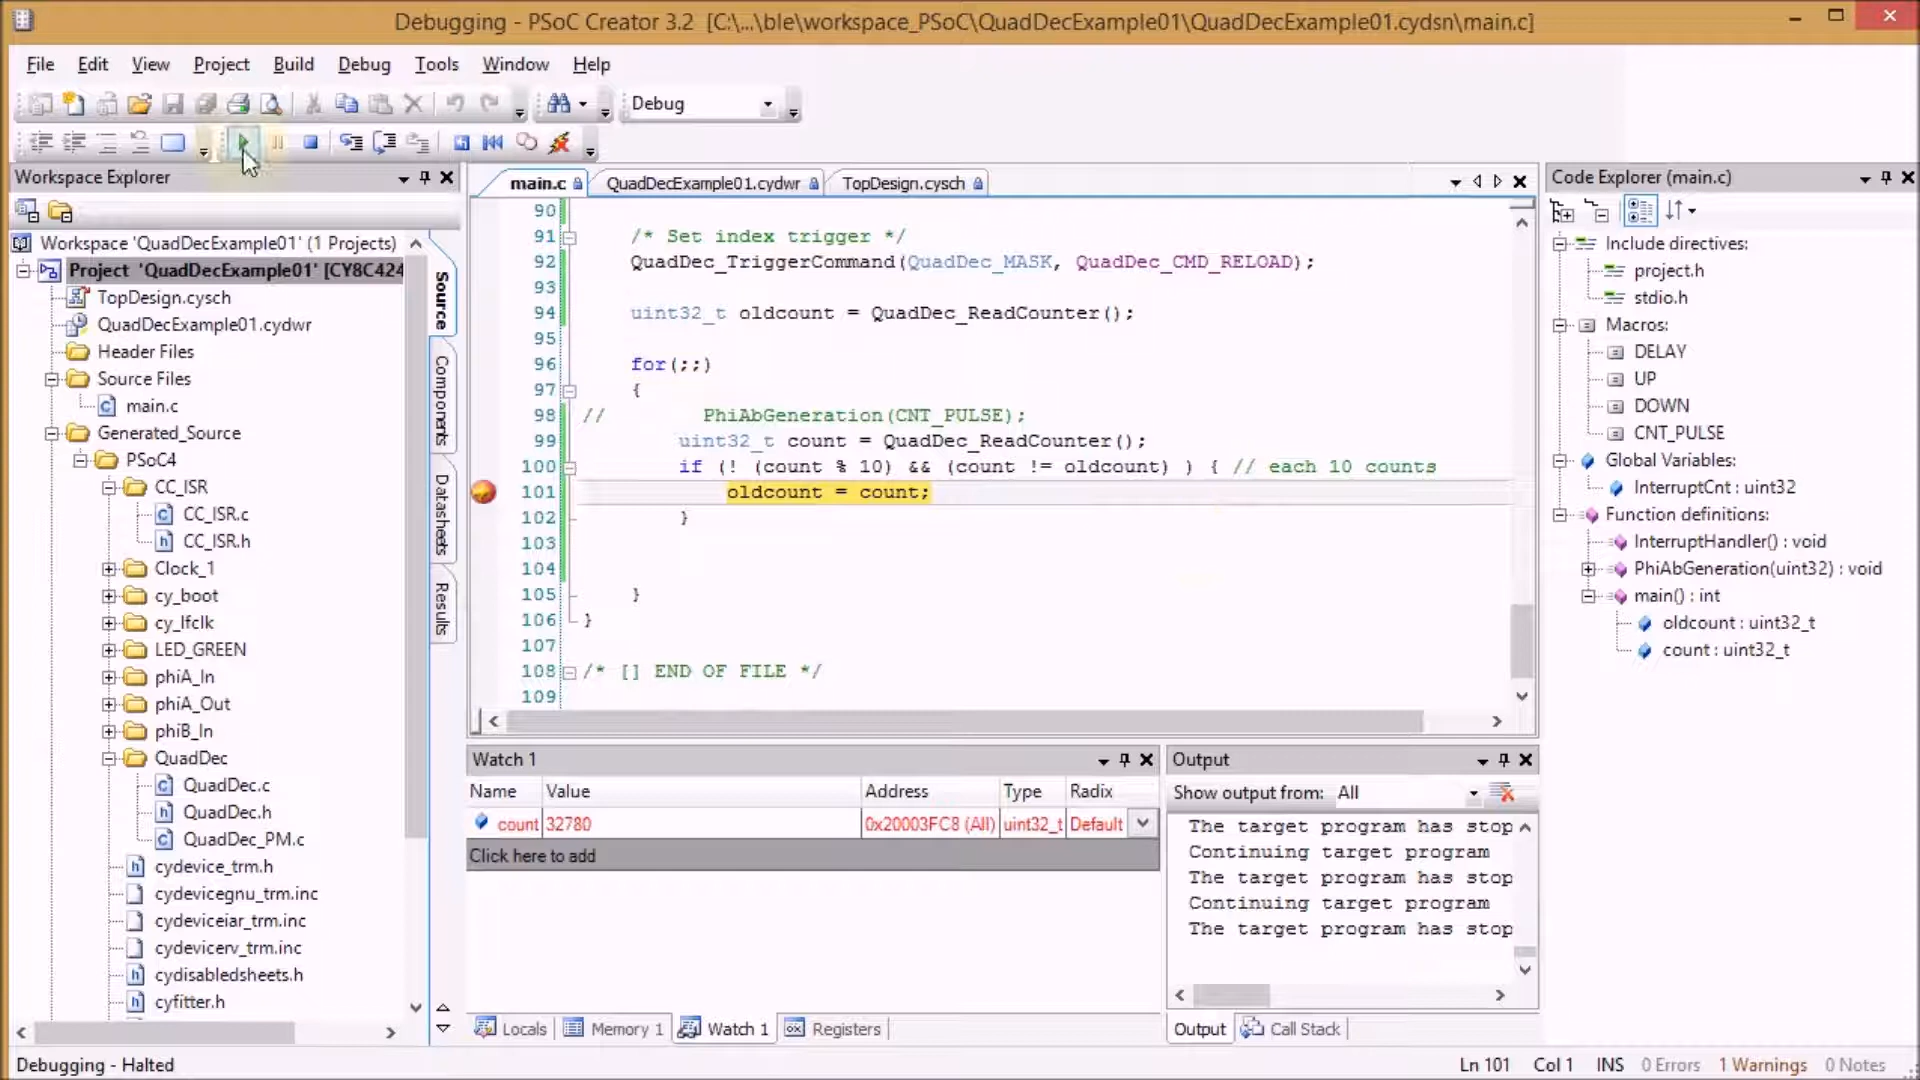 Debugging - PSoC Creator 3.2 [C:\...\ble\workspace_PSoC\QuadDecExample01\QuadDecExample01.cydsn\main.c]
File Edit View Project Build Debug Tools Window Help
Debug
Workspace Explorer
Workspace 'QuadDecExample01' (1 Projects)
Project 'QuadDecExample01' [CY8C424
TopDesign.cysch
QuadDecExample01.cydwr
Header Files
Source Files
main.c
Generated_Source
PSoC4
CC_ISR
CC_ISR.c
CC_ISR.h
Clock_1
cy_boot
cy_lfclk
LED_GREEN
phiA_In
phiA_Out
phiB_In
QuadDec
QuadDec.c
QuadDec.h
QuadDec_PM.c
cydevice_trm.h
cydevicegnu_trm.inc
cydeviceiar_trm.inc
cydevicerv_trm.inc
cydisabledsheets.h
cyfitter.h
Source
Components
Datasheets
Results
main.c QuadDecExample01.cydwr TopDesign.cysch
90
91 /* Set index trigger */
92 QuadDec_TriggerCommand(QuadDec_MASK, QuadDec_CMD_RELOAD);
93
94 uint32_t oldcount = QuadDec_ReadCounter();
95
96 for(;;)
97 {
98 // PhiAbGeneration(CNT_PULSE);
99 uint32_t count = QuadDec_ReadCounter();
100 if (! (count % 10) && (count != oldcount) ) { // each 10 counts
101 oldcount = count;
102 }
103
104
105 }
106 }
107
108 /* [] END OF FILE */
109
Code Explorer (main.c)
Include directives:
project.h
stdio.h
Macros:
DELAY
UP
DOWN
CNT_PULSE
Global Variables:
InterruptCnt : uint32
Function definitions:
InterruptHandler() : void
PhiAbGeneration(uint32) : void
main() : int
oldcount : uint32_t
count : uint32_t
Watch 1
Name Value Address Type Radix
count 32780 0x20003FC8 (All) uint32_t Default
Click here to add
Locals Memory 1 Watch 1 Registers
Output
Show output from: All
The target program has stop
Continuing target program
The target program has stop
Continuing target program
The target program has stop
Output Call Stack
Debugging - Halted
Ln 101 Col 1 INS 0 Errors 1 Warnings 0 Notes